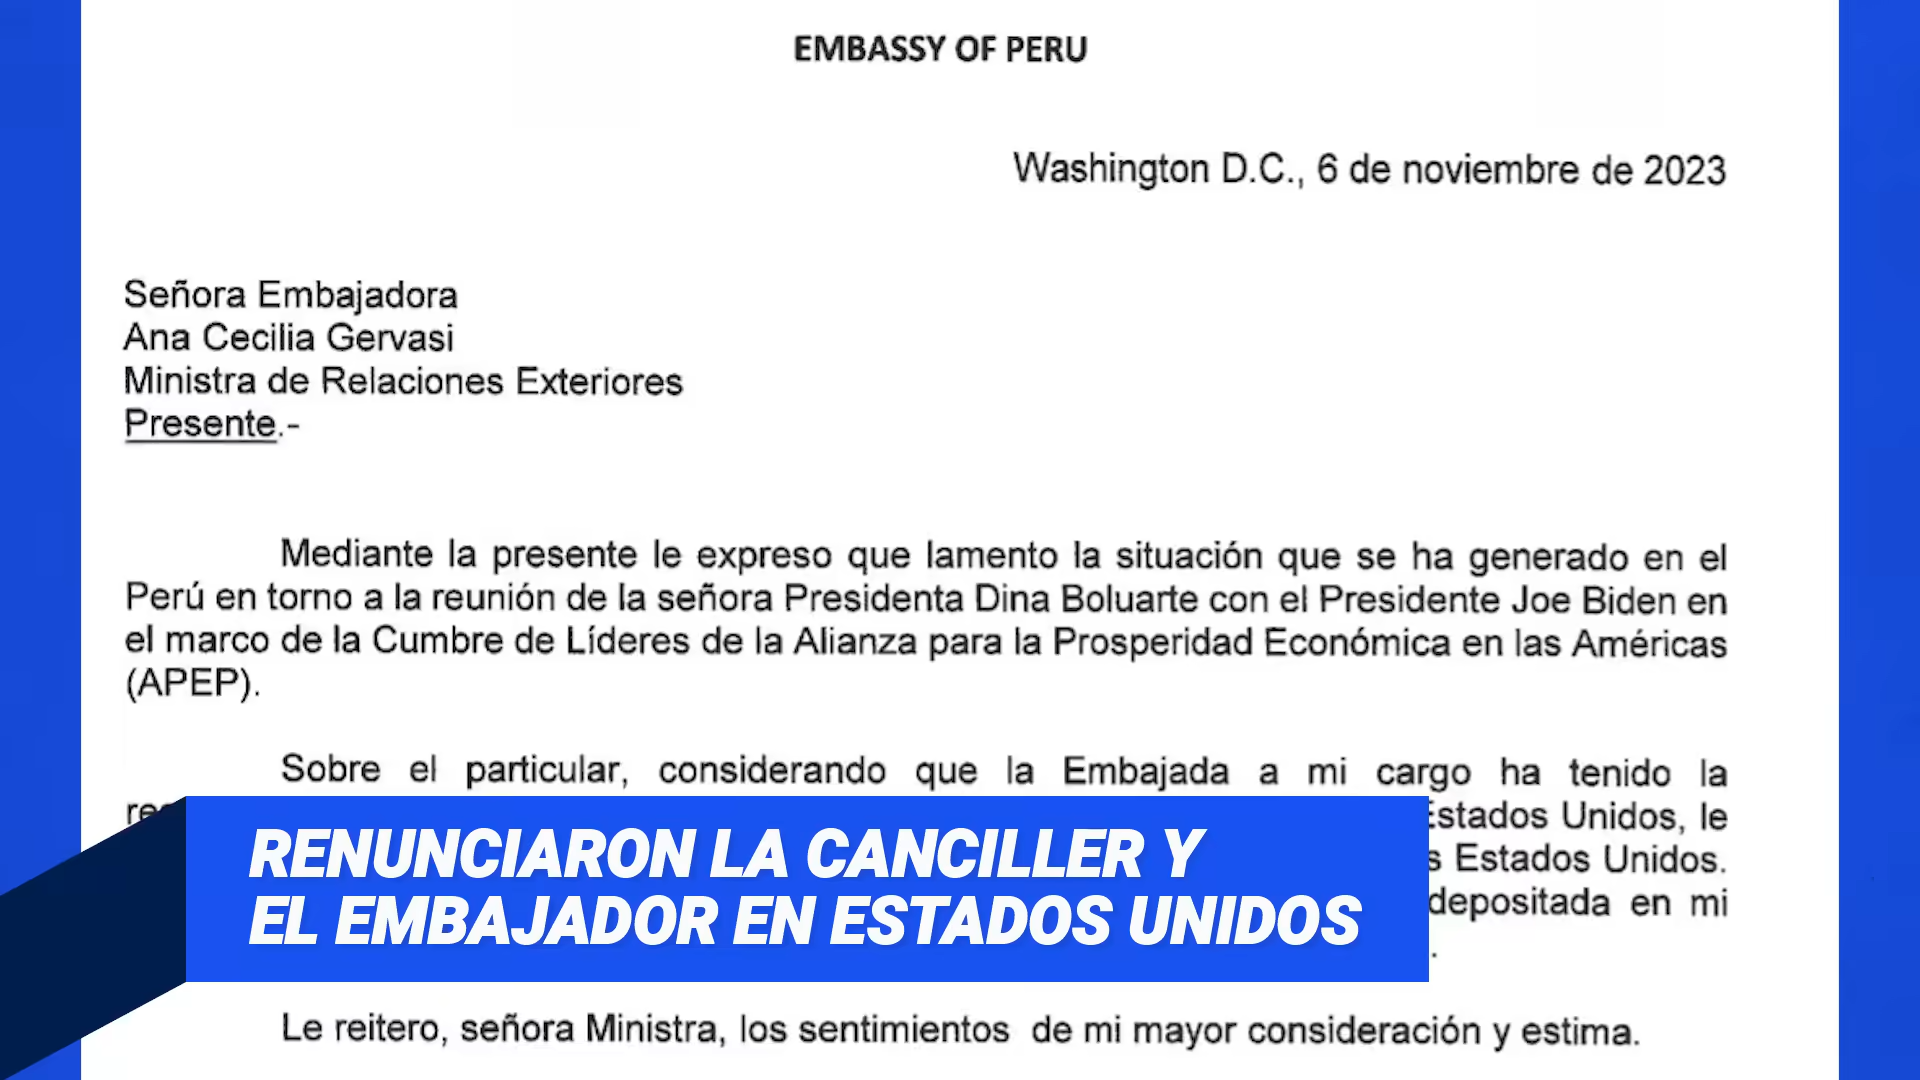 EMBASSY OF PERU
Washington D.C., 6 de noviembre de 2023
Señora Embajadora
Ana Cecilia Gervasi
Ministra de Relaciones Exteriores
Presente.-
Mediante la presente le expreso que lamento la situación que se ha generado en el
Perú en torno a la reunión de la señora Presidenta Dina Boluarte con el Presidente Joe Biden en
el marco de la Cumbre de Líderes de la Alianza para la Prosperidad Económica en las Américas
(APEP).
Sobre el particular, considerando que la Embajada a mi cargo ha tenido la
Estados Unidos, le
Estados Unidos.
depositada en mi
RENUNCIARON LA CANCILLER Y
EL EMBAJADOR EN ESTADOS UNIDOS
Le reitero, señora Ministra, los sentimientos de mi mayor consideración y estima.